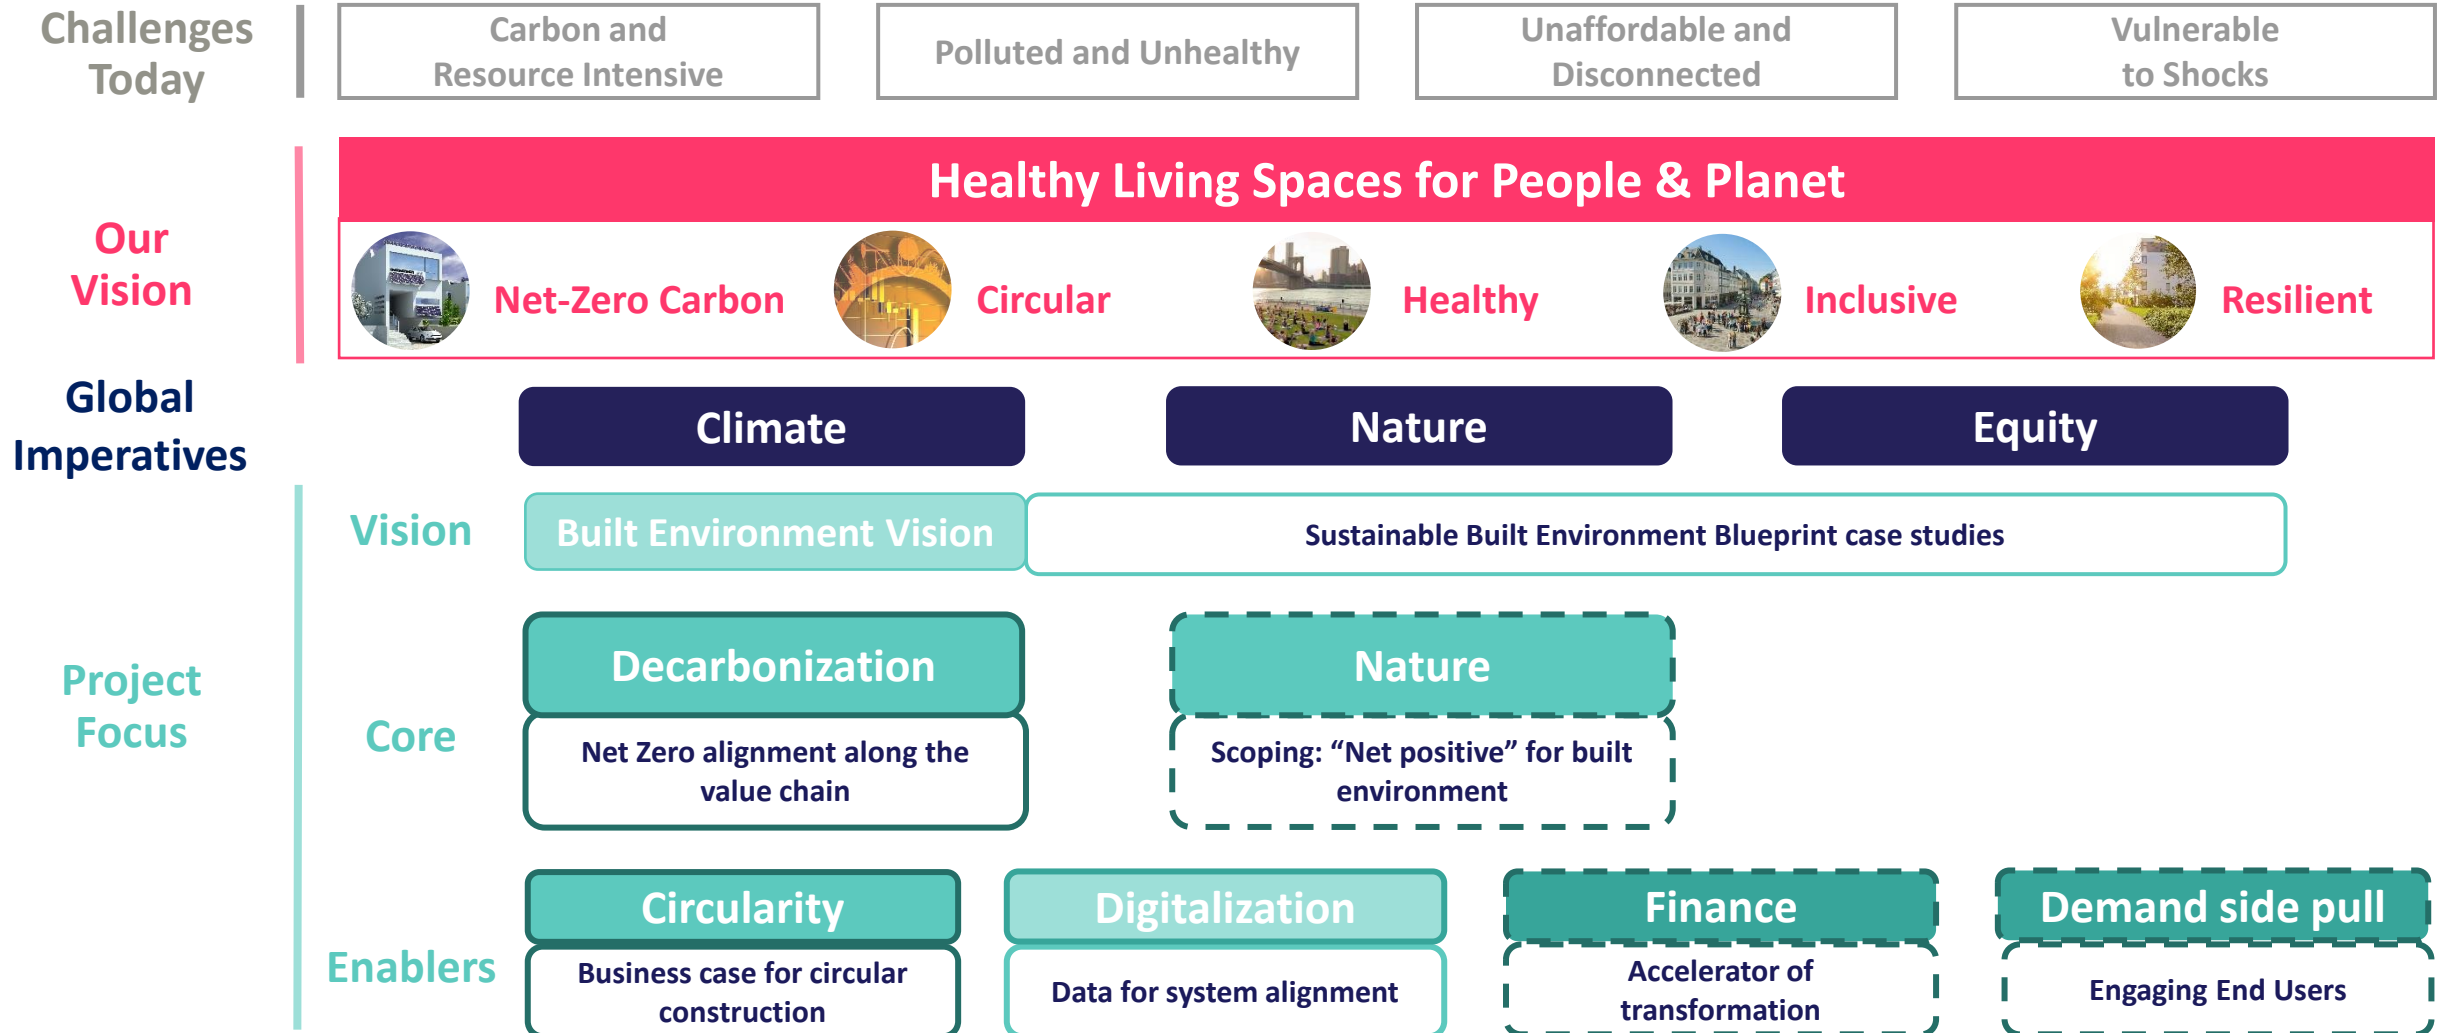 Challenges
Today
Carbon and
Resource Intensive
Polluted and Unhealthy
Unaffordable and
Disconnected
Vulnerable
to Shocks
Our
Vision
Healthy Living Spaces for People & Planet
Net-Zero Carbon
Circular
Healthy
Inclusive
Resilient
Global
Imperatives
Climate
Nature
Equity
Project
Focus
Vision
Built Environment Vision
Sustainable Built Environment Blueprint case studies
Core
Decarbonization
Net Zero alignment along the
value chain
Nature
Scoping: “Net positive” for built
environment
Enablers
Circularity
Business case for circular
construction
Digitalization
Data for system alignment
Finance
Accelerator of
transformation
Demand side pull
Engaging End Users